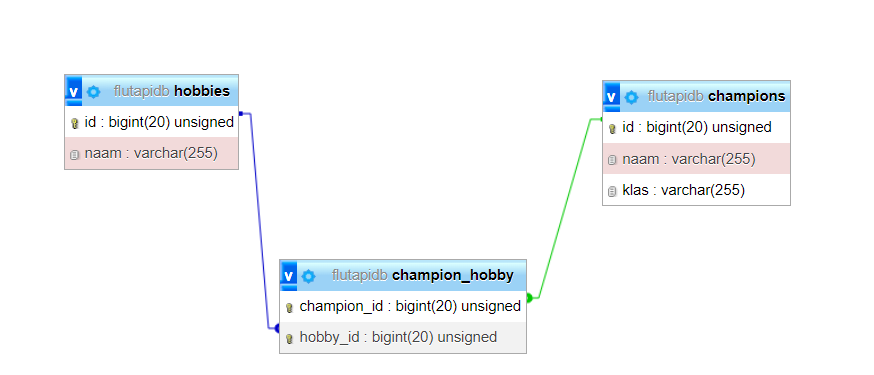 v flutapidb hobbies
id : bigint(20) unsigned
naam : varchar(255)
v flutapidb champions
id : bigint(20) unsigned
naam : varchar(255)
klas : varchar(255)
v flutapidb champion_hobby
champion_id : bigint(20) unsigned
hobby_id : bigint(20) unsigned